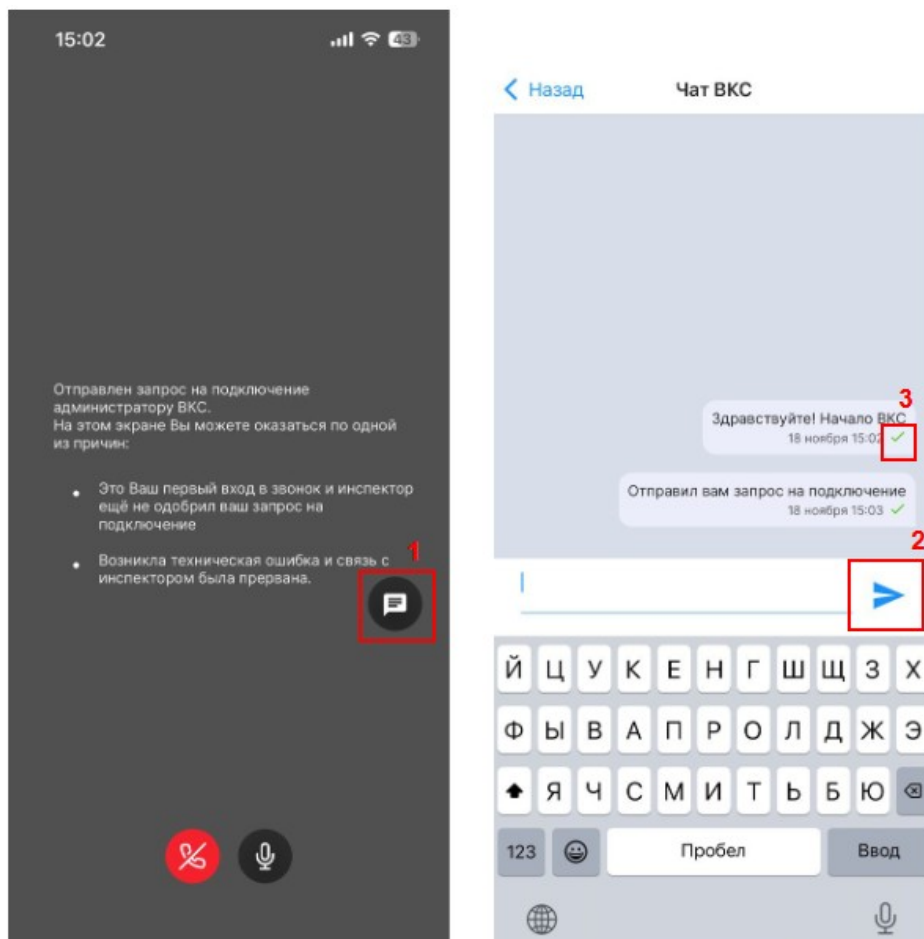 15:02
43
Отправлен запрос на подключение
администратору ВКС.
На этом экране Вы можете оказаться по одной
из причин:
Это Ваш первый вход в звонок и инспектор
ещё не одобрил ваш запрос на
подключение
Возникла техническая ошибка и связь с
инспектором была прервана.
1
Назад
Чат ВКС
3
Здравствуйте! Начало ВКС
18 ноября 15:02
Отправил вам запрос на подключение
18 ноября 15:03
2
Й Ц У К Е Н Г Ш Щ З Х
Ф Ы В А П Р О Л Д Ж Э
Я Ч С М И Т Ь Б Ю
123 Пробел Ввод